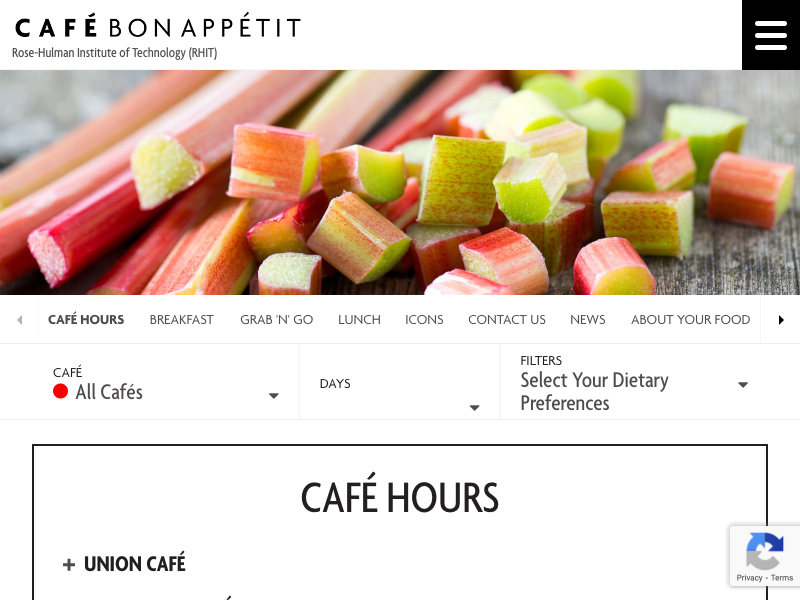 CAFÉ BON APPÉTIT
Rose-Hulman Institute of Technology (RHIT)
CAFÉ HOURS BREAKFAST GRAB 'N' GO LUNCH ICONS CONTACT US NEWS ABOUT YOUR FOOD
CAFÉ
All Cafés
DAYS
FILTERS
Select Your Dietary
Preferences
CAFÉ HOURS
+ UNION CAFÉ
Privacy - Terms